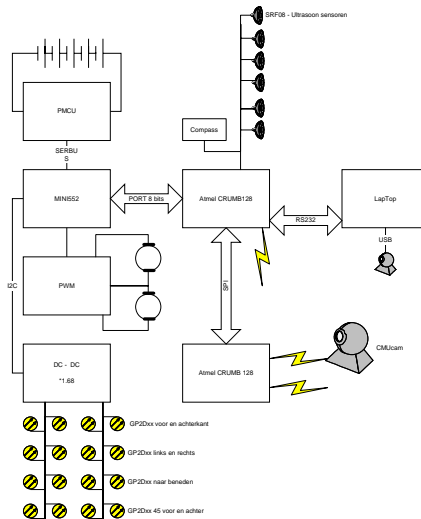 SRF08 - Ultrasoon sensoren
PMCU
Compass
SERBU
S
MINI552
PORT 8 bits
Atmel CRUMB128
RS232
LapTop
USB
I2C
PWM
SPI
CMUcam
DC - DC
*1.68
Atmel CRUMB 128
GP2Dxx voor en achterkant
GP2Dxx links en rechts
GP2Dxx naar beneden
GP2Dxx 45 voor en achter